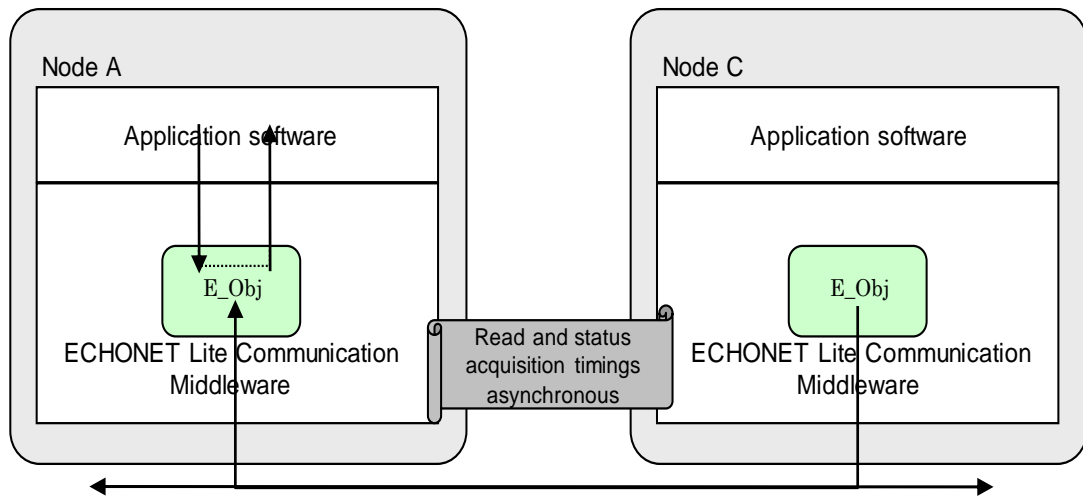 Node A
Application software
E_Obj
ECHONET Lite Communication
Middleware
Read and status
acquisition timings
asynchronous
Node C
Application software
E_Obj
ECHONET Lite Communication
Middleware